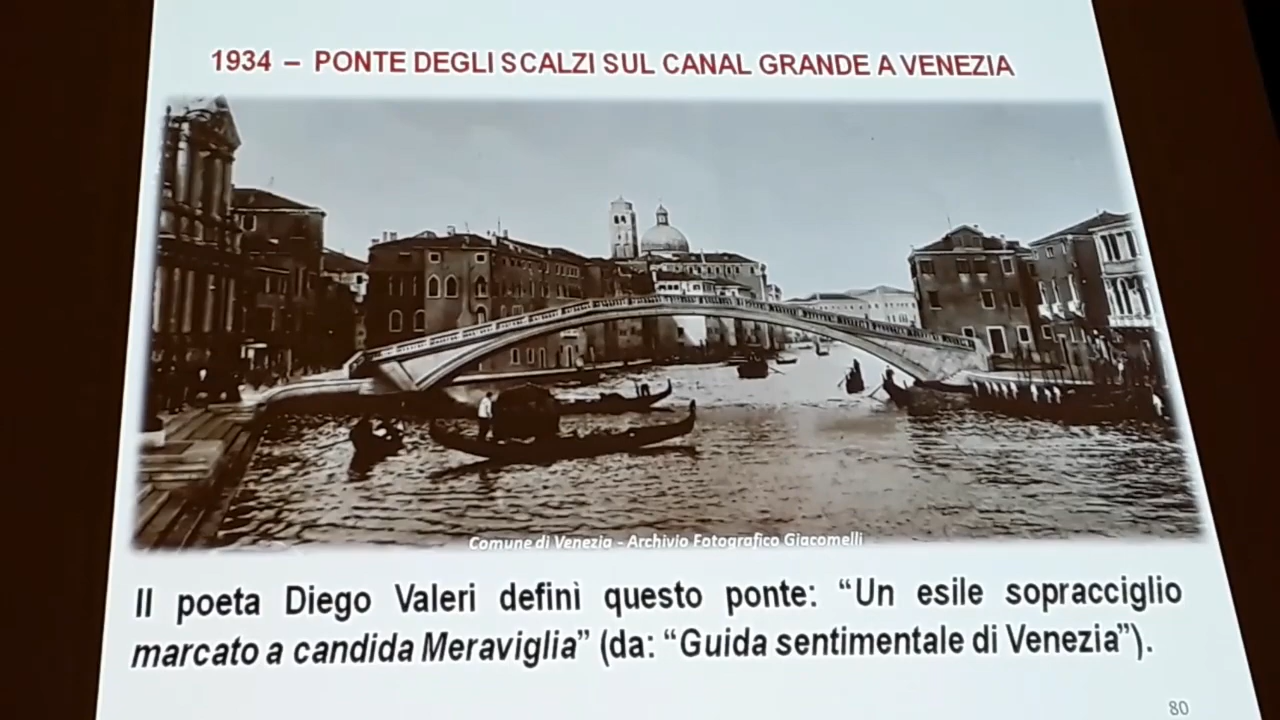 1934 – PONTE DEGLI SCALZI SUL CANAL GRANDE A VENEZIA
Comune di Venezia - Archivio Fotografico Giacomelli
Il poeta Diego Valeri definì questo ponte: “Un esile sopracciglio
marcato a candida Meraviglia” (da: “Guida sentimentale di Venezia”).
80